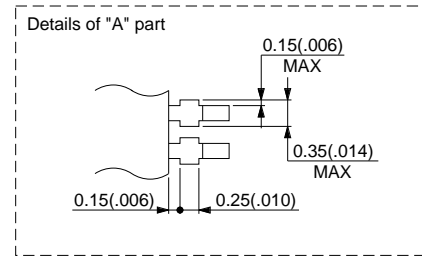 Details of "A" part
0.15(.006)
MAX
0.35(.014)
MAX
0.15(.006)
0.25(.010)